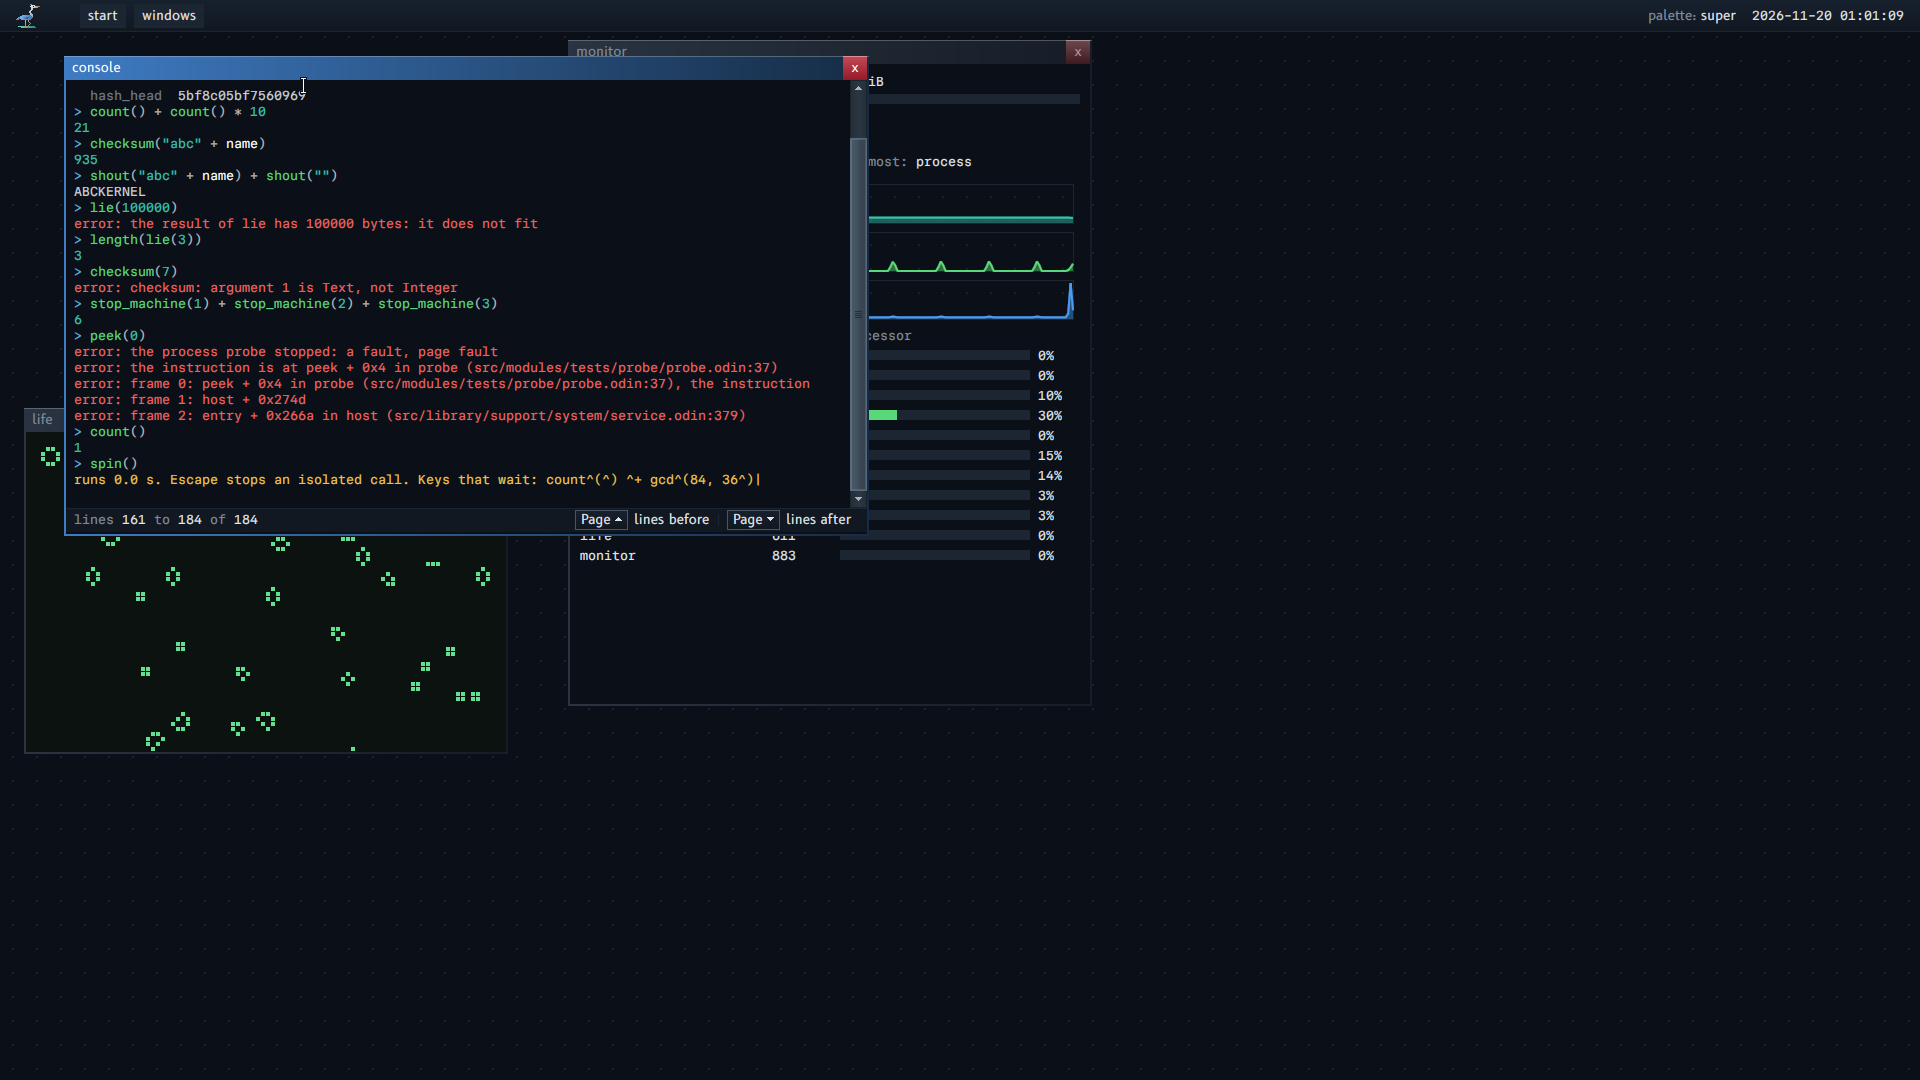 start windows palette: super 2026-11-20 01:01:09
monitor x
console x
iB
hash_head 5bf8c05bf7560969
> count() + count() * 10
21
> checksum("abc" + name)
935
most: process
> shout("abc" + name) + shout("")
ABCKERNEL
> lie(100000)
error: the result of lie has 100000 bytes: it does not fit
> length(lie(3))
3
> checksum(7)
error: checksum: argument 1 is Text, not Integer
> stop_machine(1) + stop_machine(2) + stop_machine(3)
6
> peek(0)
cessor
error: the process probe stopped: a fault, page fault
0%
error: the instruction is at peek + 0x4 in probe (src/modules/tests/probe/probe.odin:37)
0%
error: frame 0: peek + 0x4 in probe (src/modules/tests/probe/probe.odin:37), the instruction
10%
error: frame 1: host + 0x274d
error: frame 2: entry + 0x266a in host (src/library/support/system/service.odin:379)
30%
life
> count()
0%
1
15%
> spin()
14%
runs 0.0 s. Escape stops an isolated call. Keys that wait: count^(^) ^+ gcd^(84, 36^)|
3%
lines 161 to 184 of 184 Page lines before Page lines after
3%
0%
monitor 883 0%